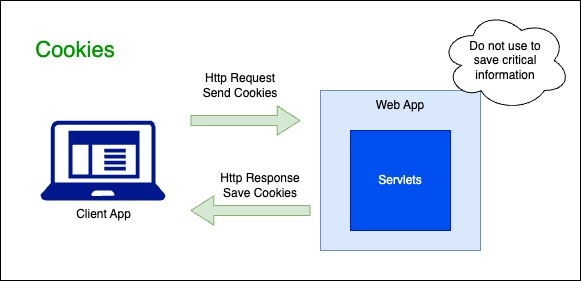 Cookies
Do not use to
save critical
information
Http Request
Send Cookies
Web App
Servlets
Http Response
Save Cookies
Client App